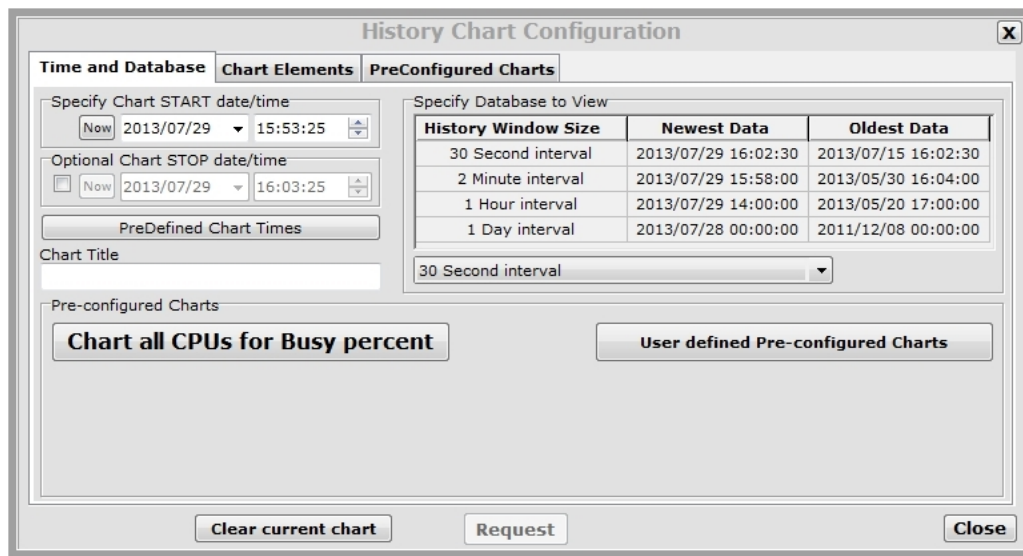 History Chart Configuration
X
Time and Database Chart Elements PreConfigured Charts
Specify Chart START date/time
Now 2013/07/29 15:53:25
Optional Chart STOP date/time
Now 2013/07/29 16:03:25
PreDefined Chart Times
Chart Title
Specify Database to View
History Window Size Newest Data Oldest Data
30 Second interval 2013/07/29 16:02:30 2013/07/15 16:02:30
2 Minute interval 2013/07/29 15:58:00 2013/05/30 16:04:00
1 Hour interval 2013/07/29 14:00:00 2013/05/20 17:00:00
1 Day interval 2013/07/28 00:00:00 2011/12/08 00:00:00
30 Second interval
Pre-configured Charts
Chart all CPUs for Busy percent User defined Pre-configured Charts
Clear current chart Request Close